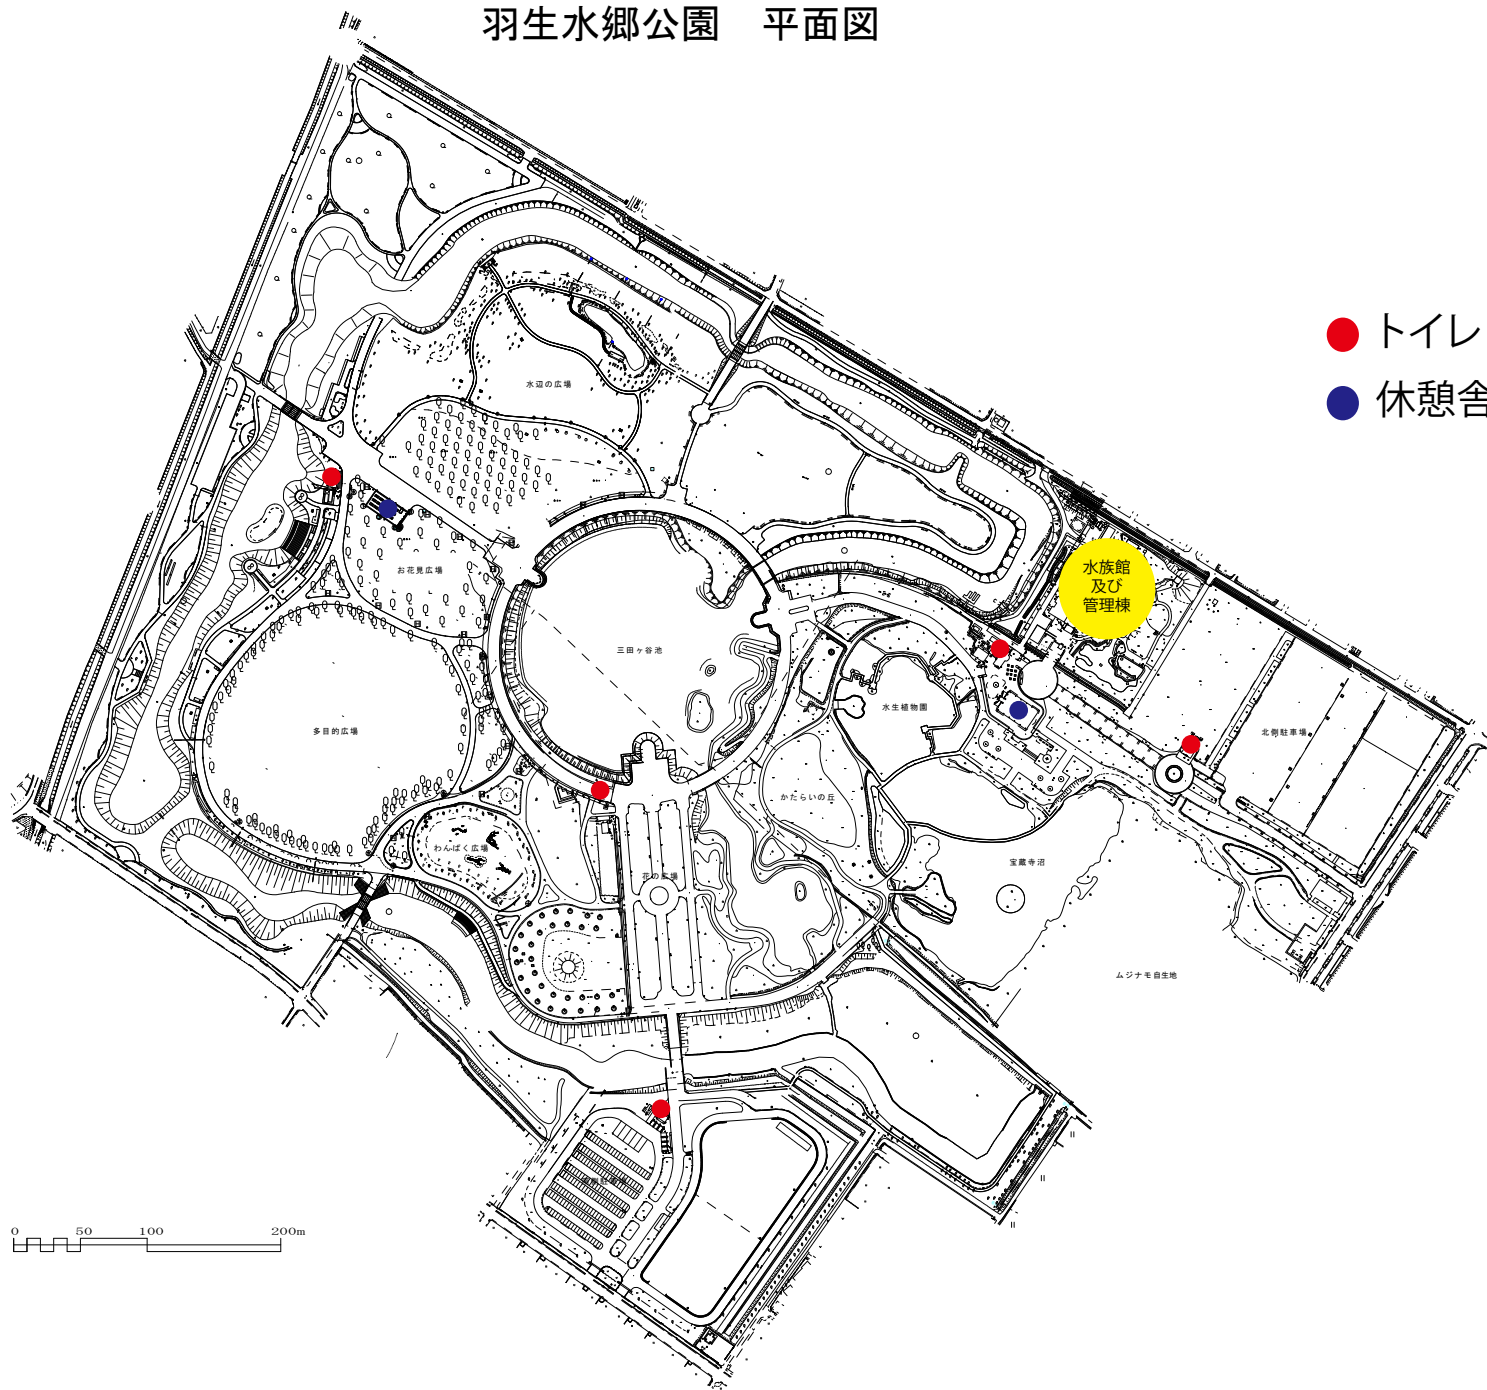 羽生水郷公園　平面図
トイレ
休憩舎
水辺の広場
水族館
及び
管理棟
お花見広場
三田ヶ谷池
水生植物園
多目的広場
北側駐車場
かたらいの丘
わんぱく広場
宝蔵寺沼
花の広場
ムジナモ自生地
0 50 100 200m